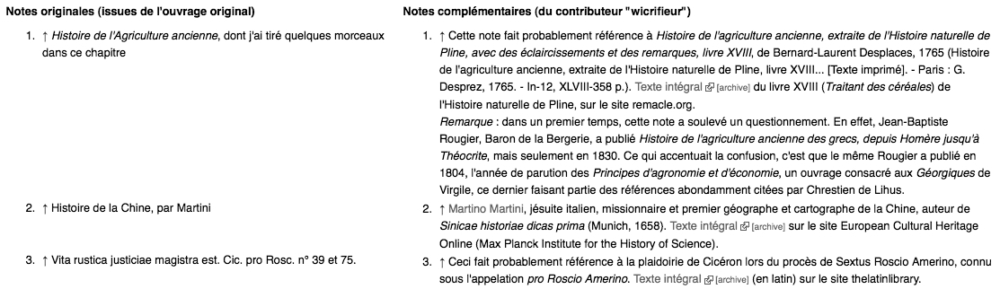 Notes originales (issues de l'ouvrage original)
1. ↑ Histoire de l'Agriculture ancienne, dont j'ai tiré quelques morceaux
dans ce chapitre
2. ↑ Histoire de la Chine, par Martini
3. ↑ Vita rustica justiciae magistra est. Cic. pro Rosc. n° 39 et 75.
Notes complémentaires (du contributeur "wicrifieur")
1. ↑ Cette note fait probablement référence à Histoire de l'agriculture ancienne, extraite de l'Histoire naturelle de
Pline, avec des éclaircissements et des remarques, livre XVIII, de Bernard-Laurent Desplaces, 1765 (Histoire
de l'agriculture ancienne, extraite de l'Histoire naturelle de Pline, livre XVIII... [Texte imprimé]. - Paris : G.
Desprez, 1765. - In-12, XLVIII-358 p.). Texte intégral [archive] du livre XVIII (Traitant des céréales) de
l'Histoire naturelle de Pline, sur le site remacle.org.
Remarque : dans un premier temps, cette note a soulevé un questionnement. En effet, Jean-Baptiste
Rougier, Baron de la Bergerie, a publié Histoire de l'agriculture ancienne des grecs, depuis Homère jusqu'à
Théocrite, mais seulement en 1830. Ce qui accentuait la confusion, c'est que le même Rougier a publié en
1804, l'année de parution des Principes d'agronomie et d'économie, un ouvrage consacré aux Géorgiques de
Virgile, ce dernier faisant partie des références abondamment citées par Chrestien de Lihus.
2. ↑ Martino Martini, jésuite italien, missionnaire et premier géographe et cartographe de la Chine, auteur de
Sinicae historiae dicas prima (Munich, 1658). Texte intégral [archive] sur le site European Cultural Heritage
Online (Max Planck Institute for the History of Science).
3. ↑ Ceci fait probablement référence à la plaidoirie de Cicéron lors du procès de Sextus Roscio Amerino, connu
sous l'appelation pro Roscio Amerino. Texte intégral [archive] (en latin) sur le site thelatinlibrary.